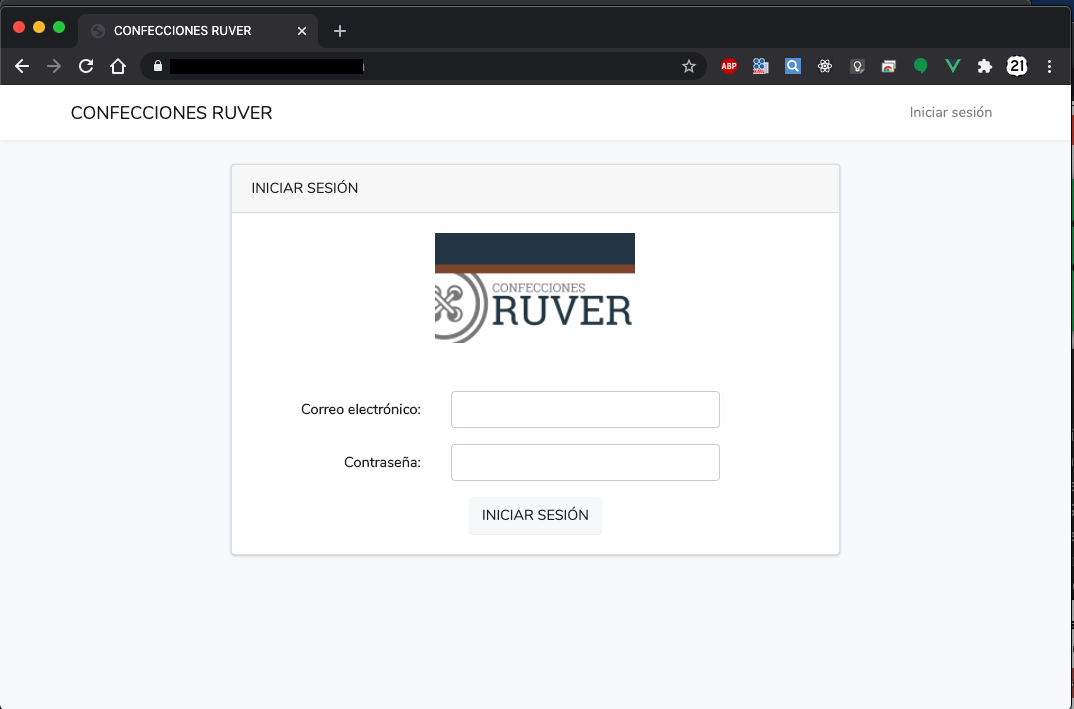 CONFECCIONES RUVER
ABP
21
CONFECCIONES RUVER
Iniciar sesión
INICIAR SESIÓN
CONFECCIONES
RUVER
Correo electrónico:
Contraseña:
INICIAR SESIÓN